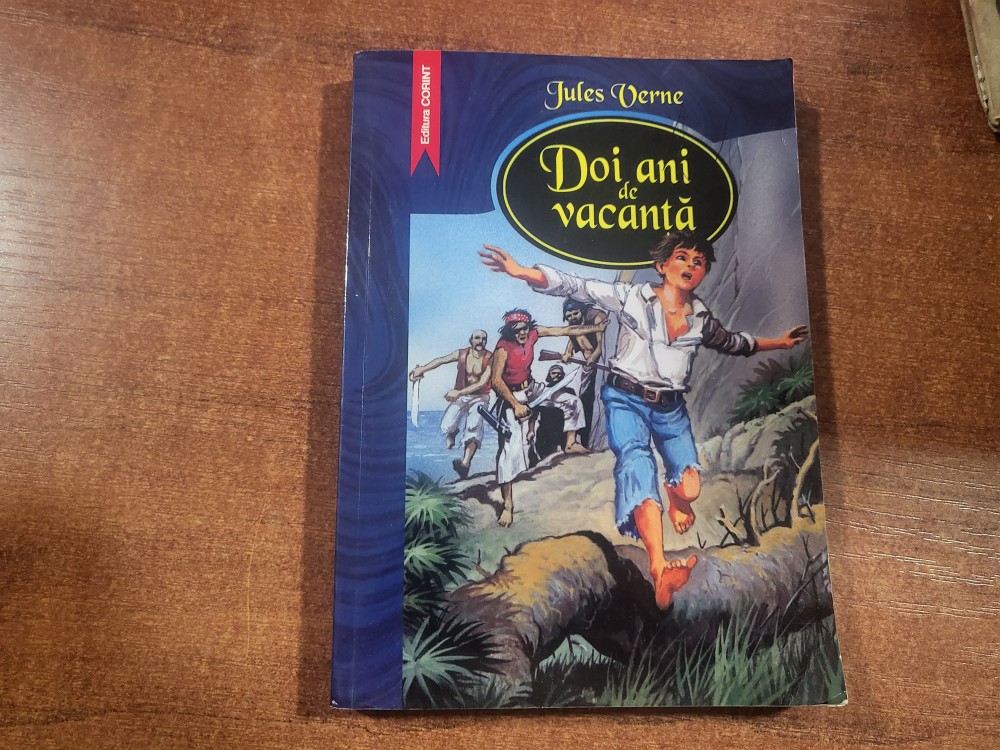 Editura CORINT
Jules Verne
Doi ani
de
vacanță